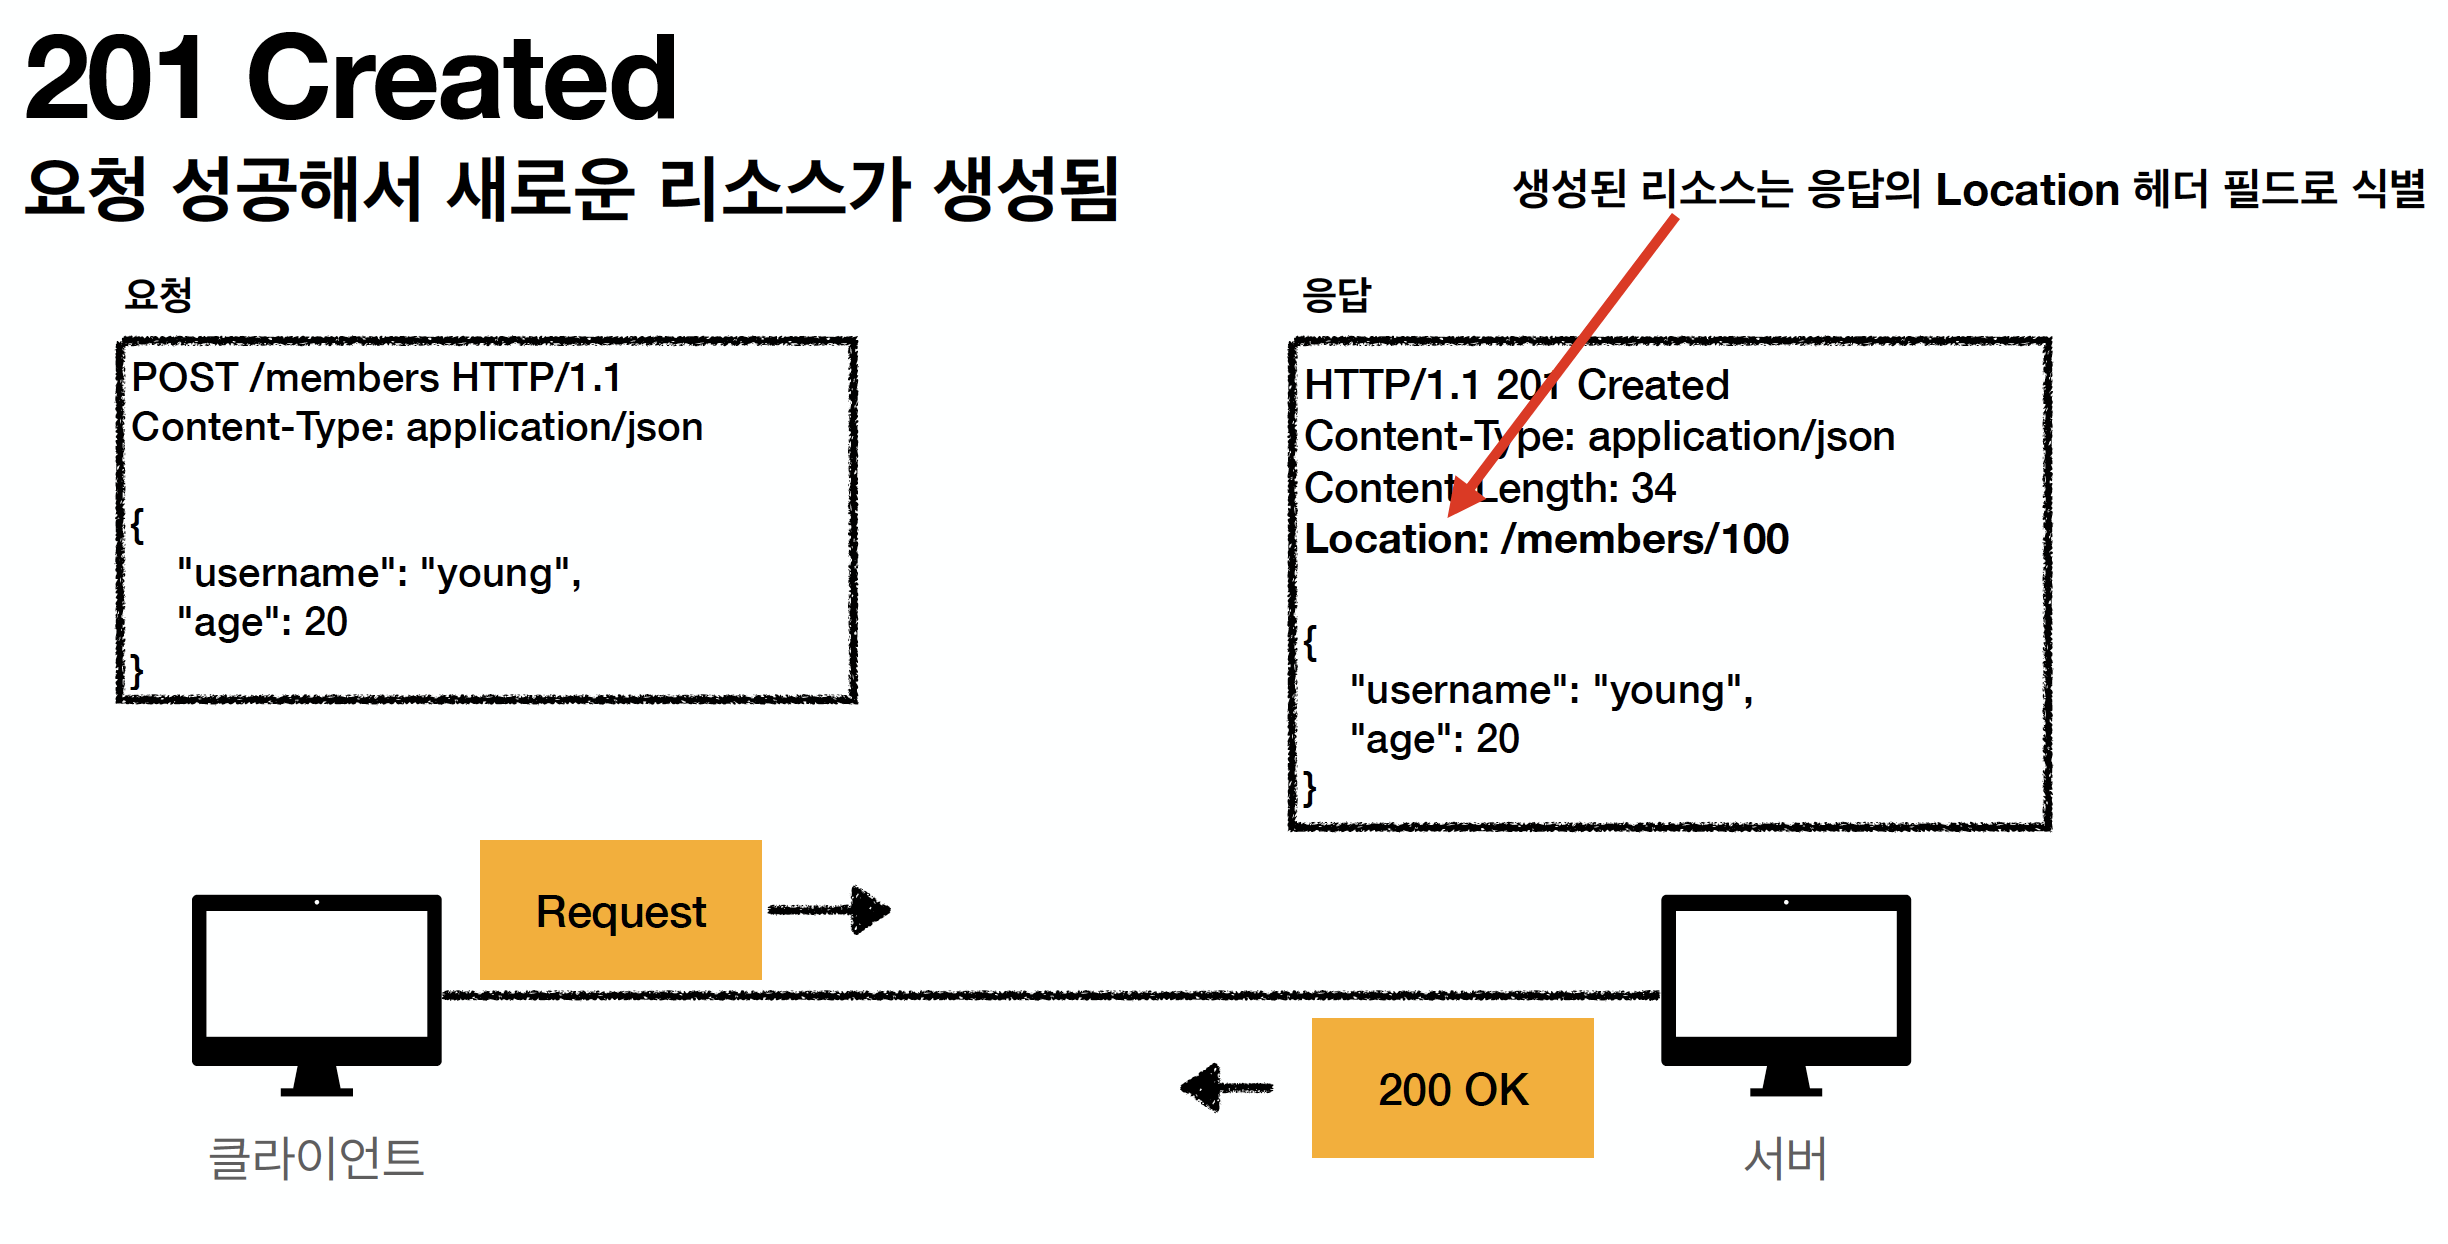 201 Created
요청 성공해서 새로운 리소스가 생성됨
생성된 리소스는 응답의 Location 헤더 필드로 식별
요청
POST /members HTTP/1.1
Content-Type: application/json
{
"username": "young",
"age": 20
}
응답
HTTP/1.1 201 Created
Content-Type: application/json
Content-Length: 34
Location: /members/100
{
"username": "young",
"age": 20
}
Request
200 OK
클라이언트
서버